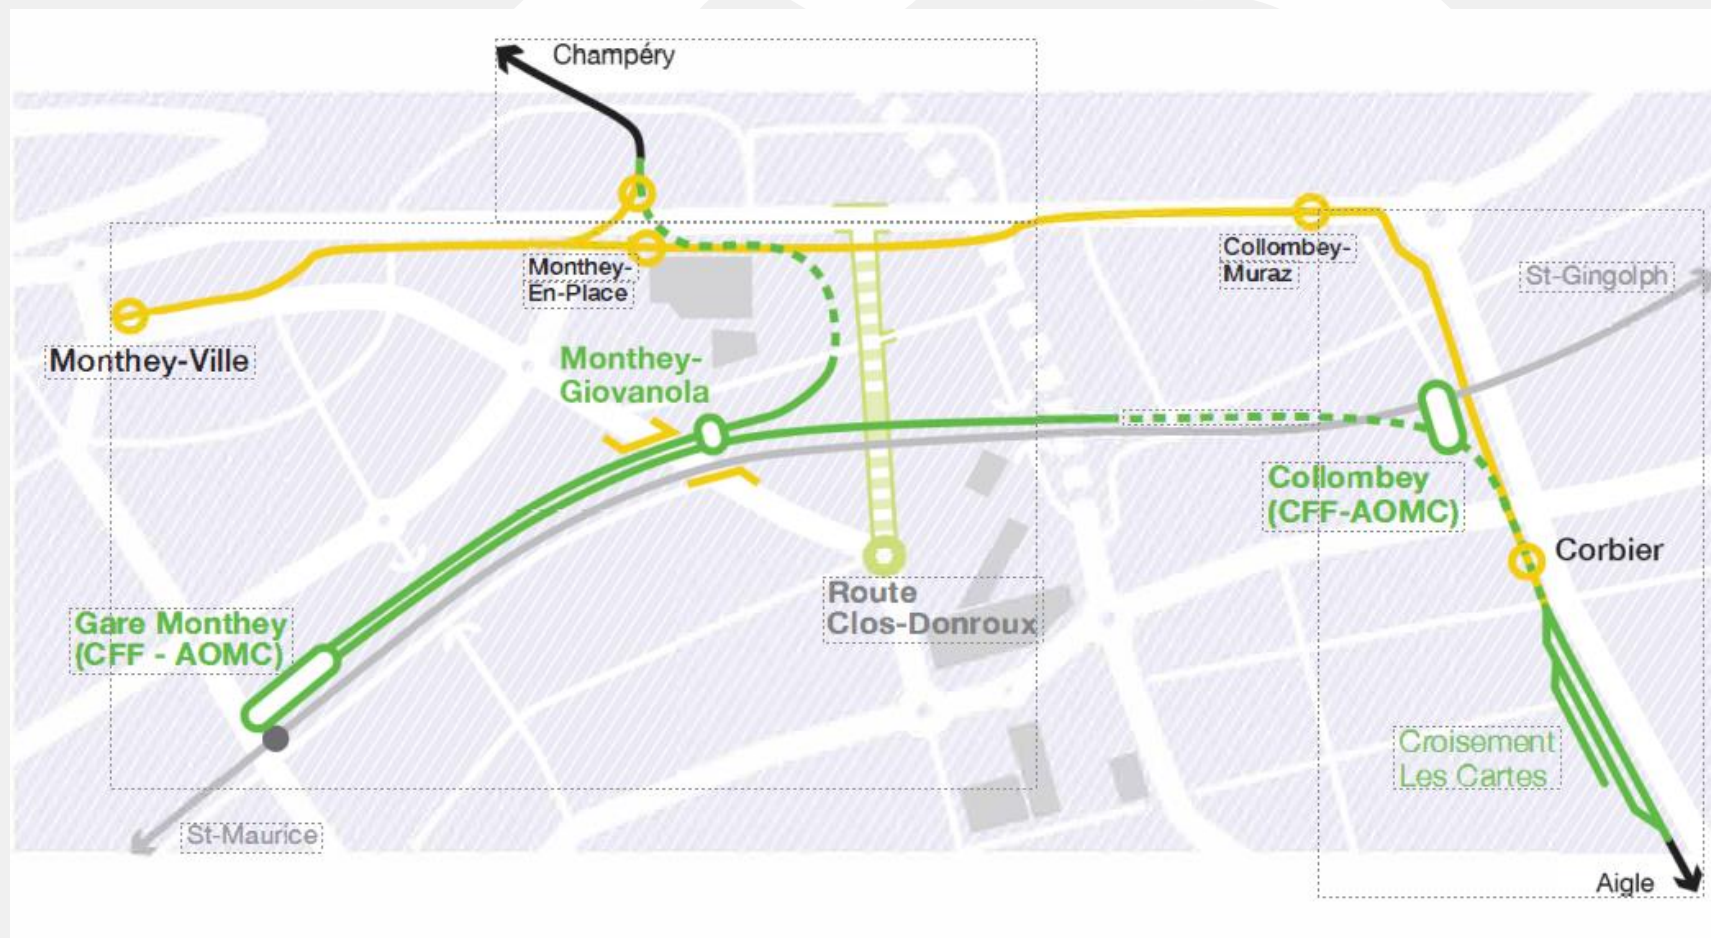 Champéry
Monthey-
En-Place
Collombey-
Muraz
St-Gingolph
Monthey-Ville
Monthey-
Giovanola
Collombey
(CFF-AOMC)
Corbier
Route
Clos-Donroux
Gare Monthey
(CFF - AOMC)
Croisement
Les Cartes
St-Maurice
Aigle